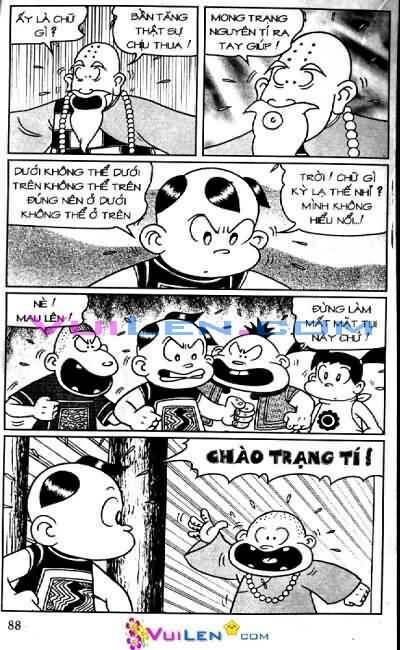 ẤY LÀ CHỮ
GÌ ?
BẦN TĂNG
THẬT SỰ
CHỊU THUA !
MONG TRẠNG
NGUYÊN TÍ RA
TAY GIÚP !
DƯỚI KHÔNG THỂ DƯỚI
TRÊN KHÔNG THỂ TRÊN
ĐÚNG NÊN Ở DƯỚI
KHÔNG THỂ Ở TRÊN
TRỜI ! CHỮ GÌ
KỲ LẠ THẾ NHỈ ?
MÌNH KHÔNG
HIỂU NỔI..!
NÈ !
MAU LÊN !
ĐỪNG LÀM
MẤT MẶT TỤI
NÀY CHỨ !
VUILEN.COM
CHÀO TRẠNG TÍ !
88
VUILEN.COM